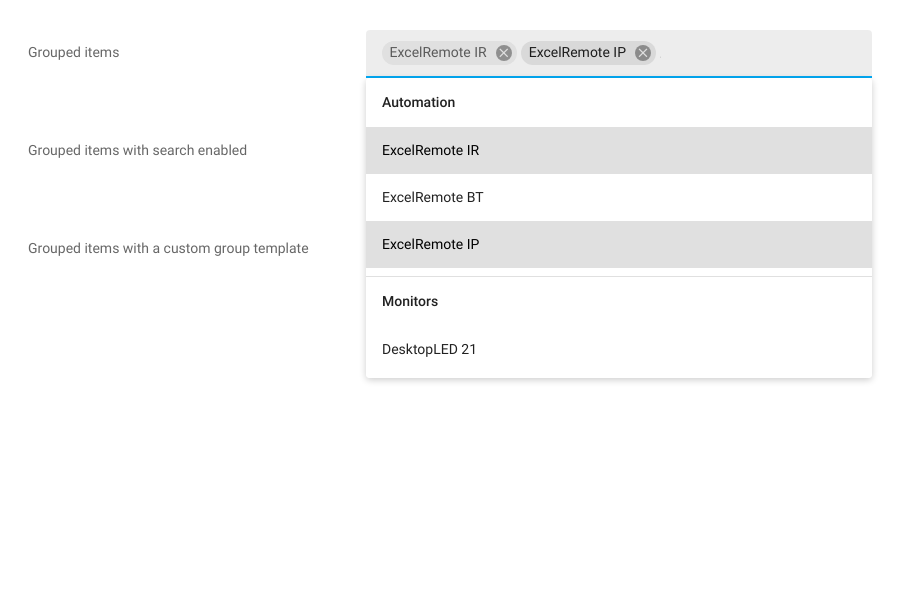 Grouped items
ExcelRemote IR ExcelRemote IP
Automation
Grouped items with search enabled
ExcelRemote IR
ExcelRemote BT
Grouped items with a custom group template
ExcelRemote IP
Monitors
DesktopLED 21